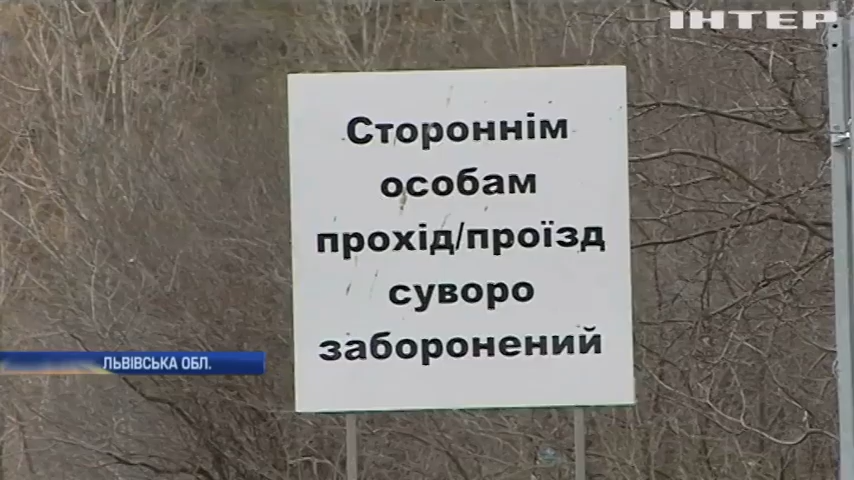 ІНТЕР
Стороннім
особам
прохід/проїзд
суворо
заборонений
ЛЬВІВСЬКА ОБЛ.